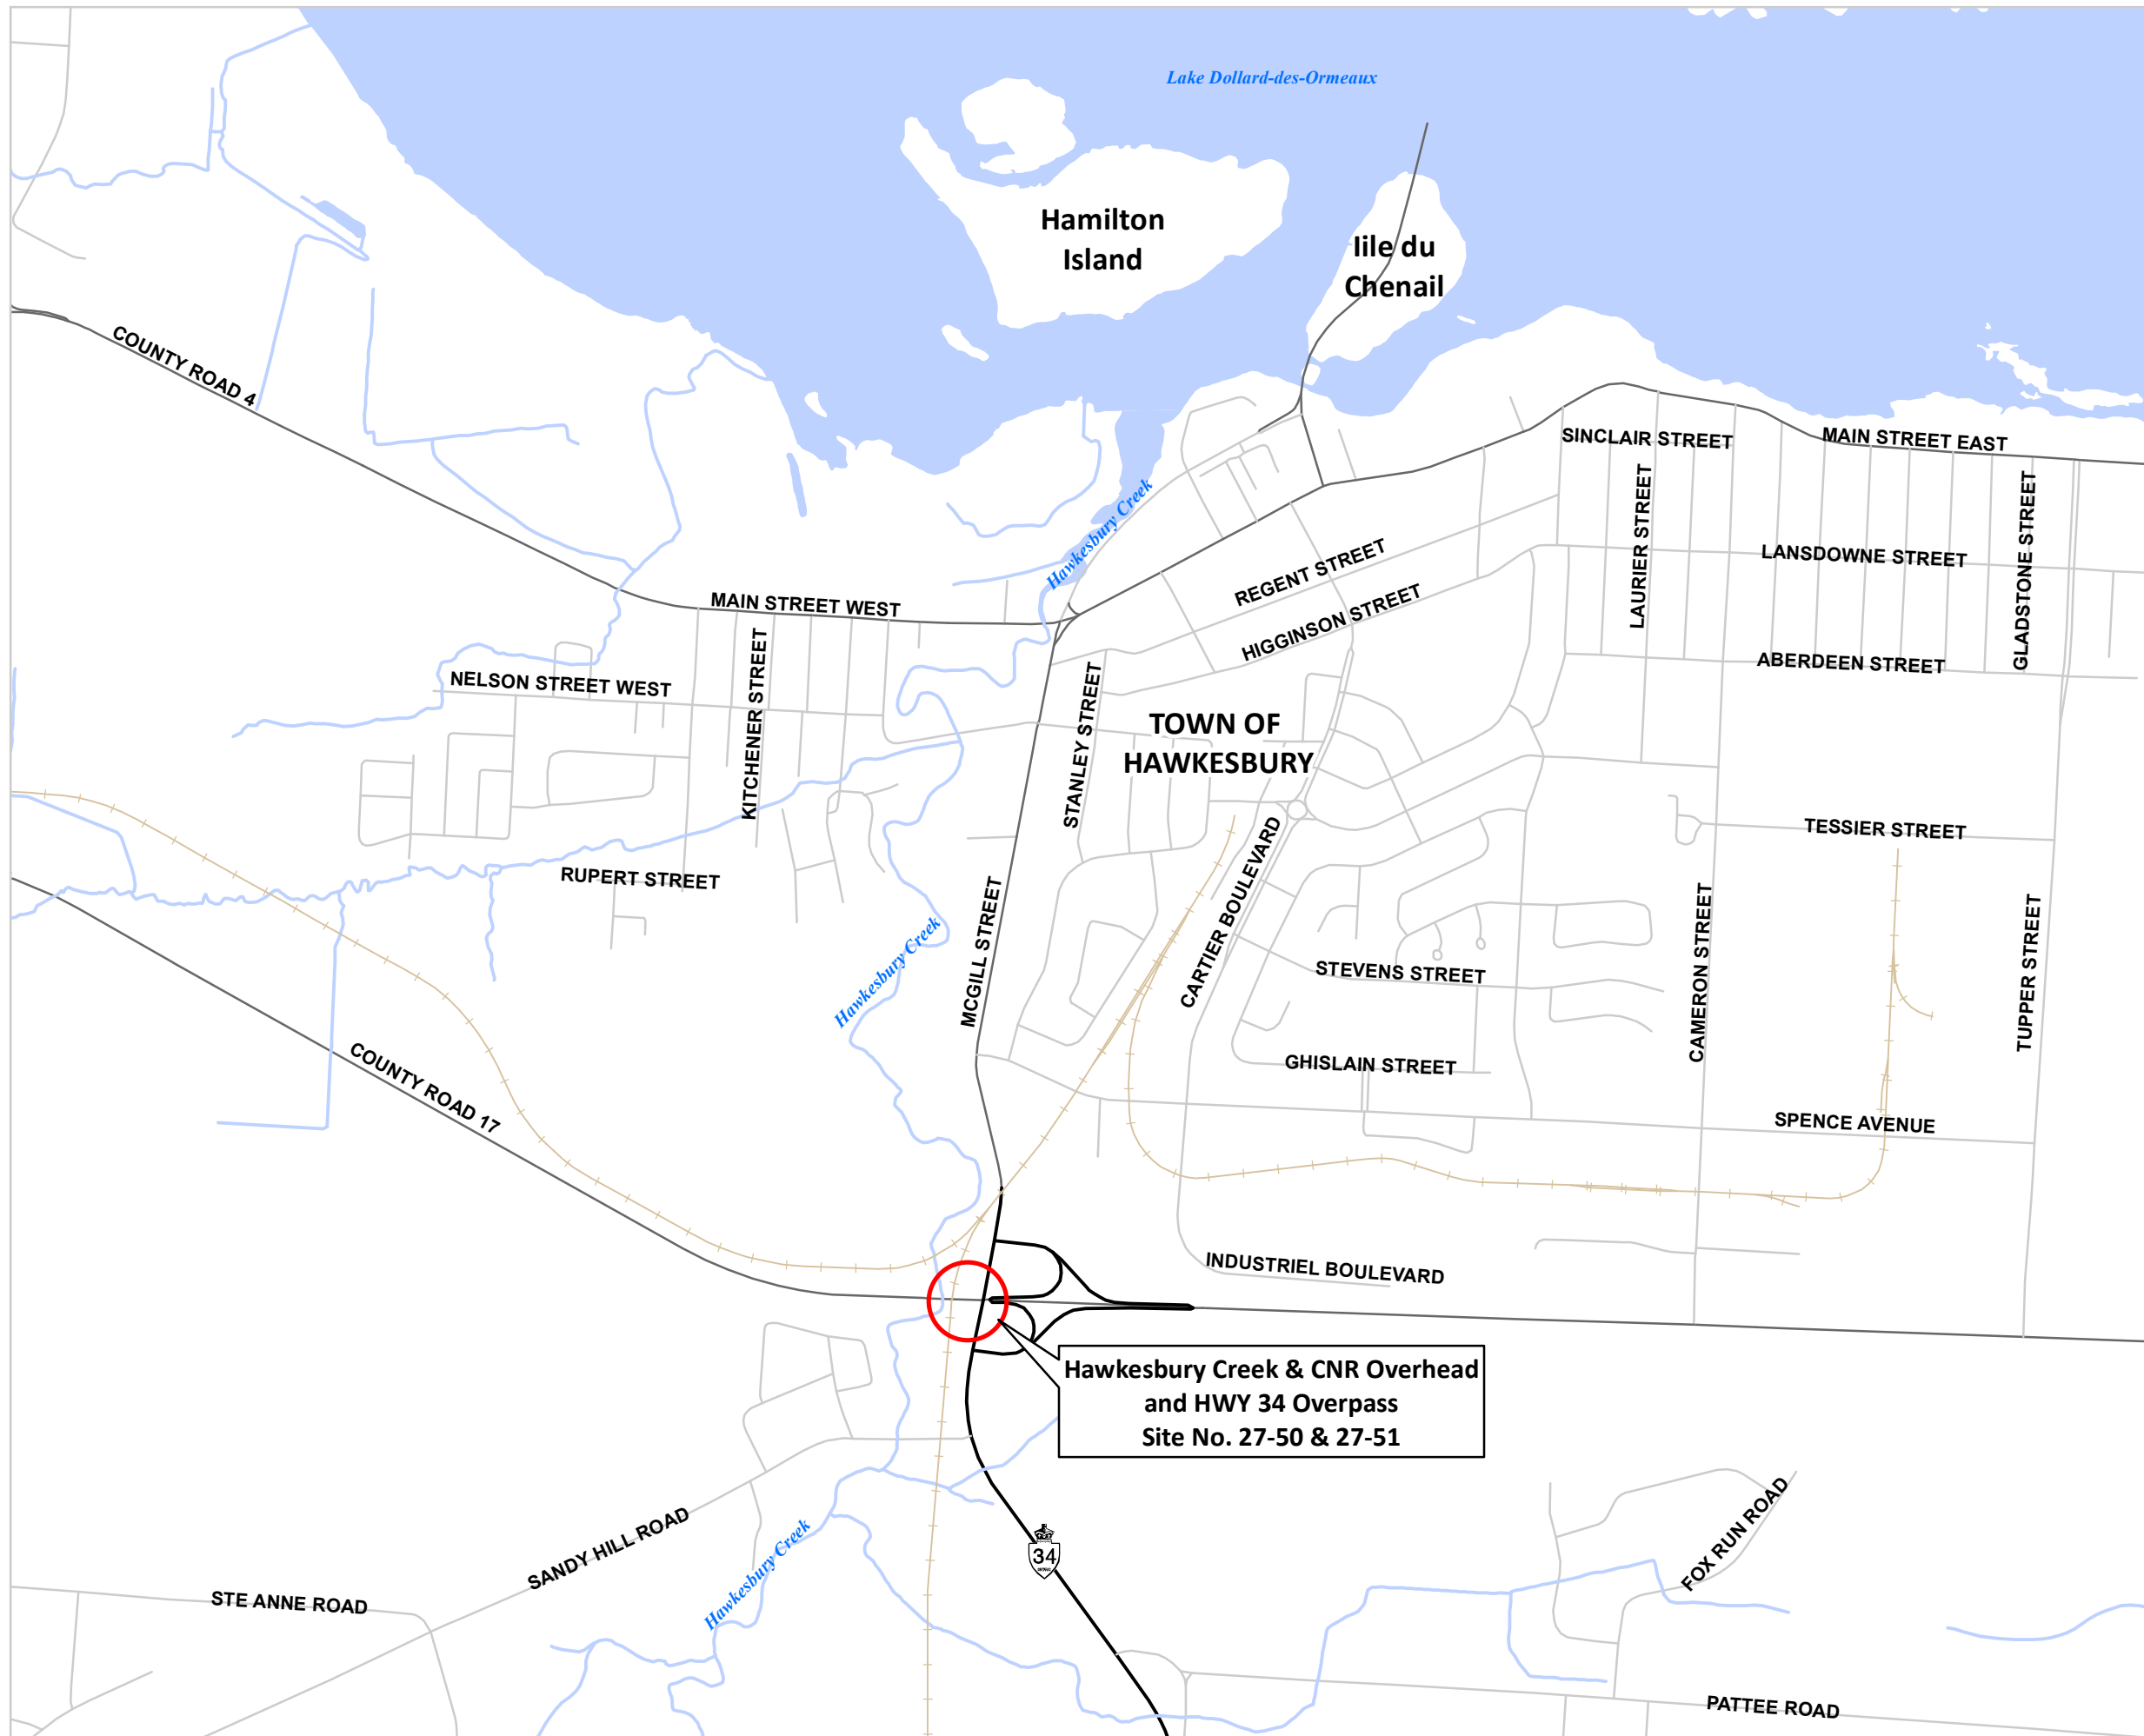 Lake Dollard-des-Ormeaux
Hamilton
Island
Iile du
Chenail
COUNTY ROAD 4
SINCLAIR STREET
MAIN STREET EAST
LAURIER STREET
GLADSTONE STREET
Hawkesbury Creek
LANSDOWNE STREET
REGENT STREET
HIGGINSON STREET
MAIN STREET WEST
KITCHENER STREET
ABERDEEN STREET
NELSON STREET WEST
STANLEY STREET
TOWN OF
HAWKESBURY
TESSIER STREET
CARTIER BOULEVARD
RUPERT STREET
MCGILL STREET
Hawkesbury Creek
CAMERON STREET
TUPPER STREET
STEVENS STREET
COUNTY ROAD 17
GHISLAIN STREET
SPENCE AVENUE
INDUSTRIEL BOULEVARD
Hawkesbury Creek & CNR Overhead
and HWY 34 Overpass
Site No. 27-50 & 27-51
SANDY HILL ROAD
Hawkesbury Creek
34
FOX RUN ROAD
STE ANNE ROAD
PATTEE ROAD